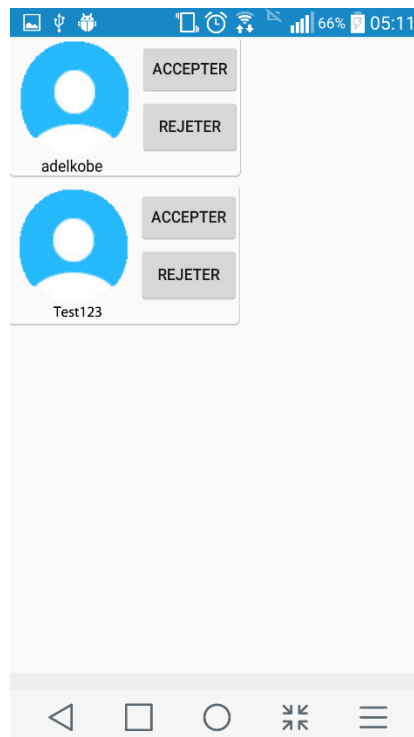 66% 05:11
ACCEPTER
REJETER
adelkobe
ACCEPTER
REJETER
Test123